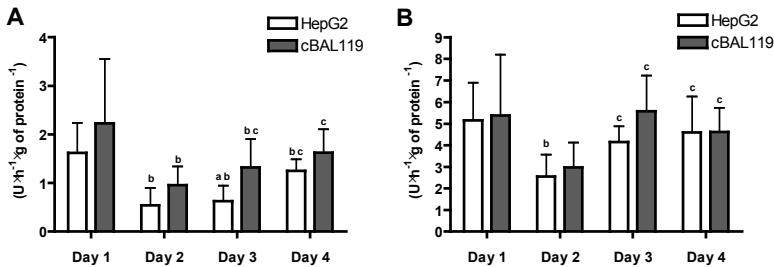 A
HepG2
cBAL119
(U×h-1×g of protein -1)
4
3
2
1
0
b
b
a b
b c
b c
c
Day 1
Day 2
Day 3
Day 4
B
HepG2
cBAL119
(U×h-1×g of protein -1)
9
8
7
6
5
4
3
2
1
0
b
c
c
c
c
Day 1
Day 2
Day 3
Day 4